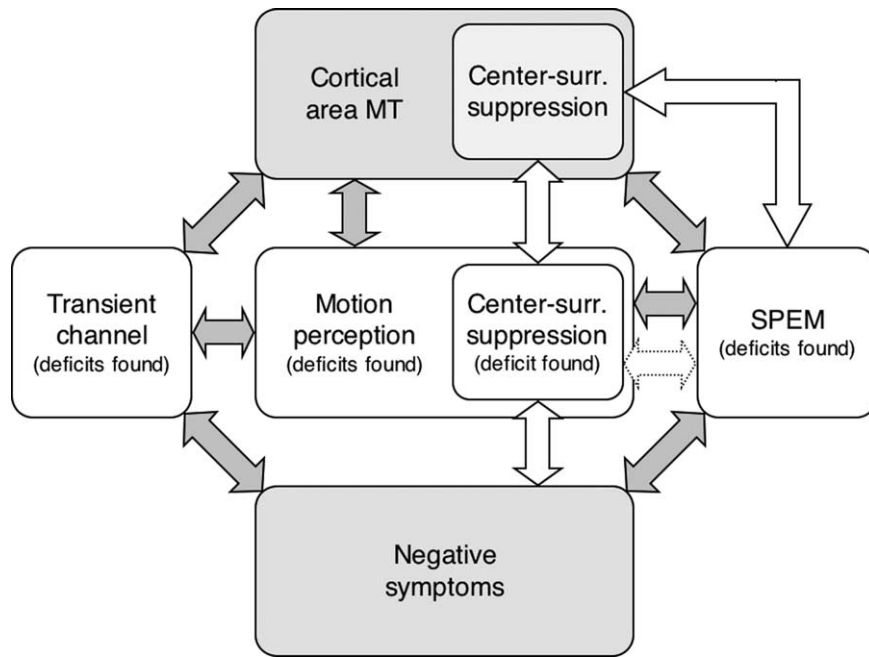 Cortical
area MT
Center-surr.
suppression
Transient
channel
(deficits found)
Motion
perception
(deficits found)
Center-surr.
suppression
(deficit found)
SPEM
(deficits found)
Negative
symptoms